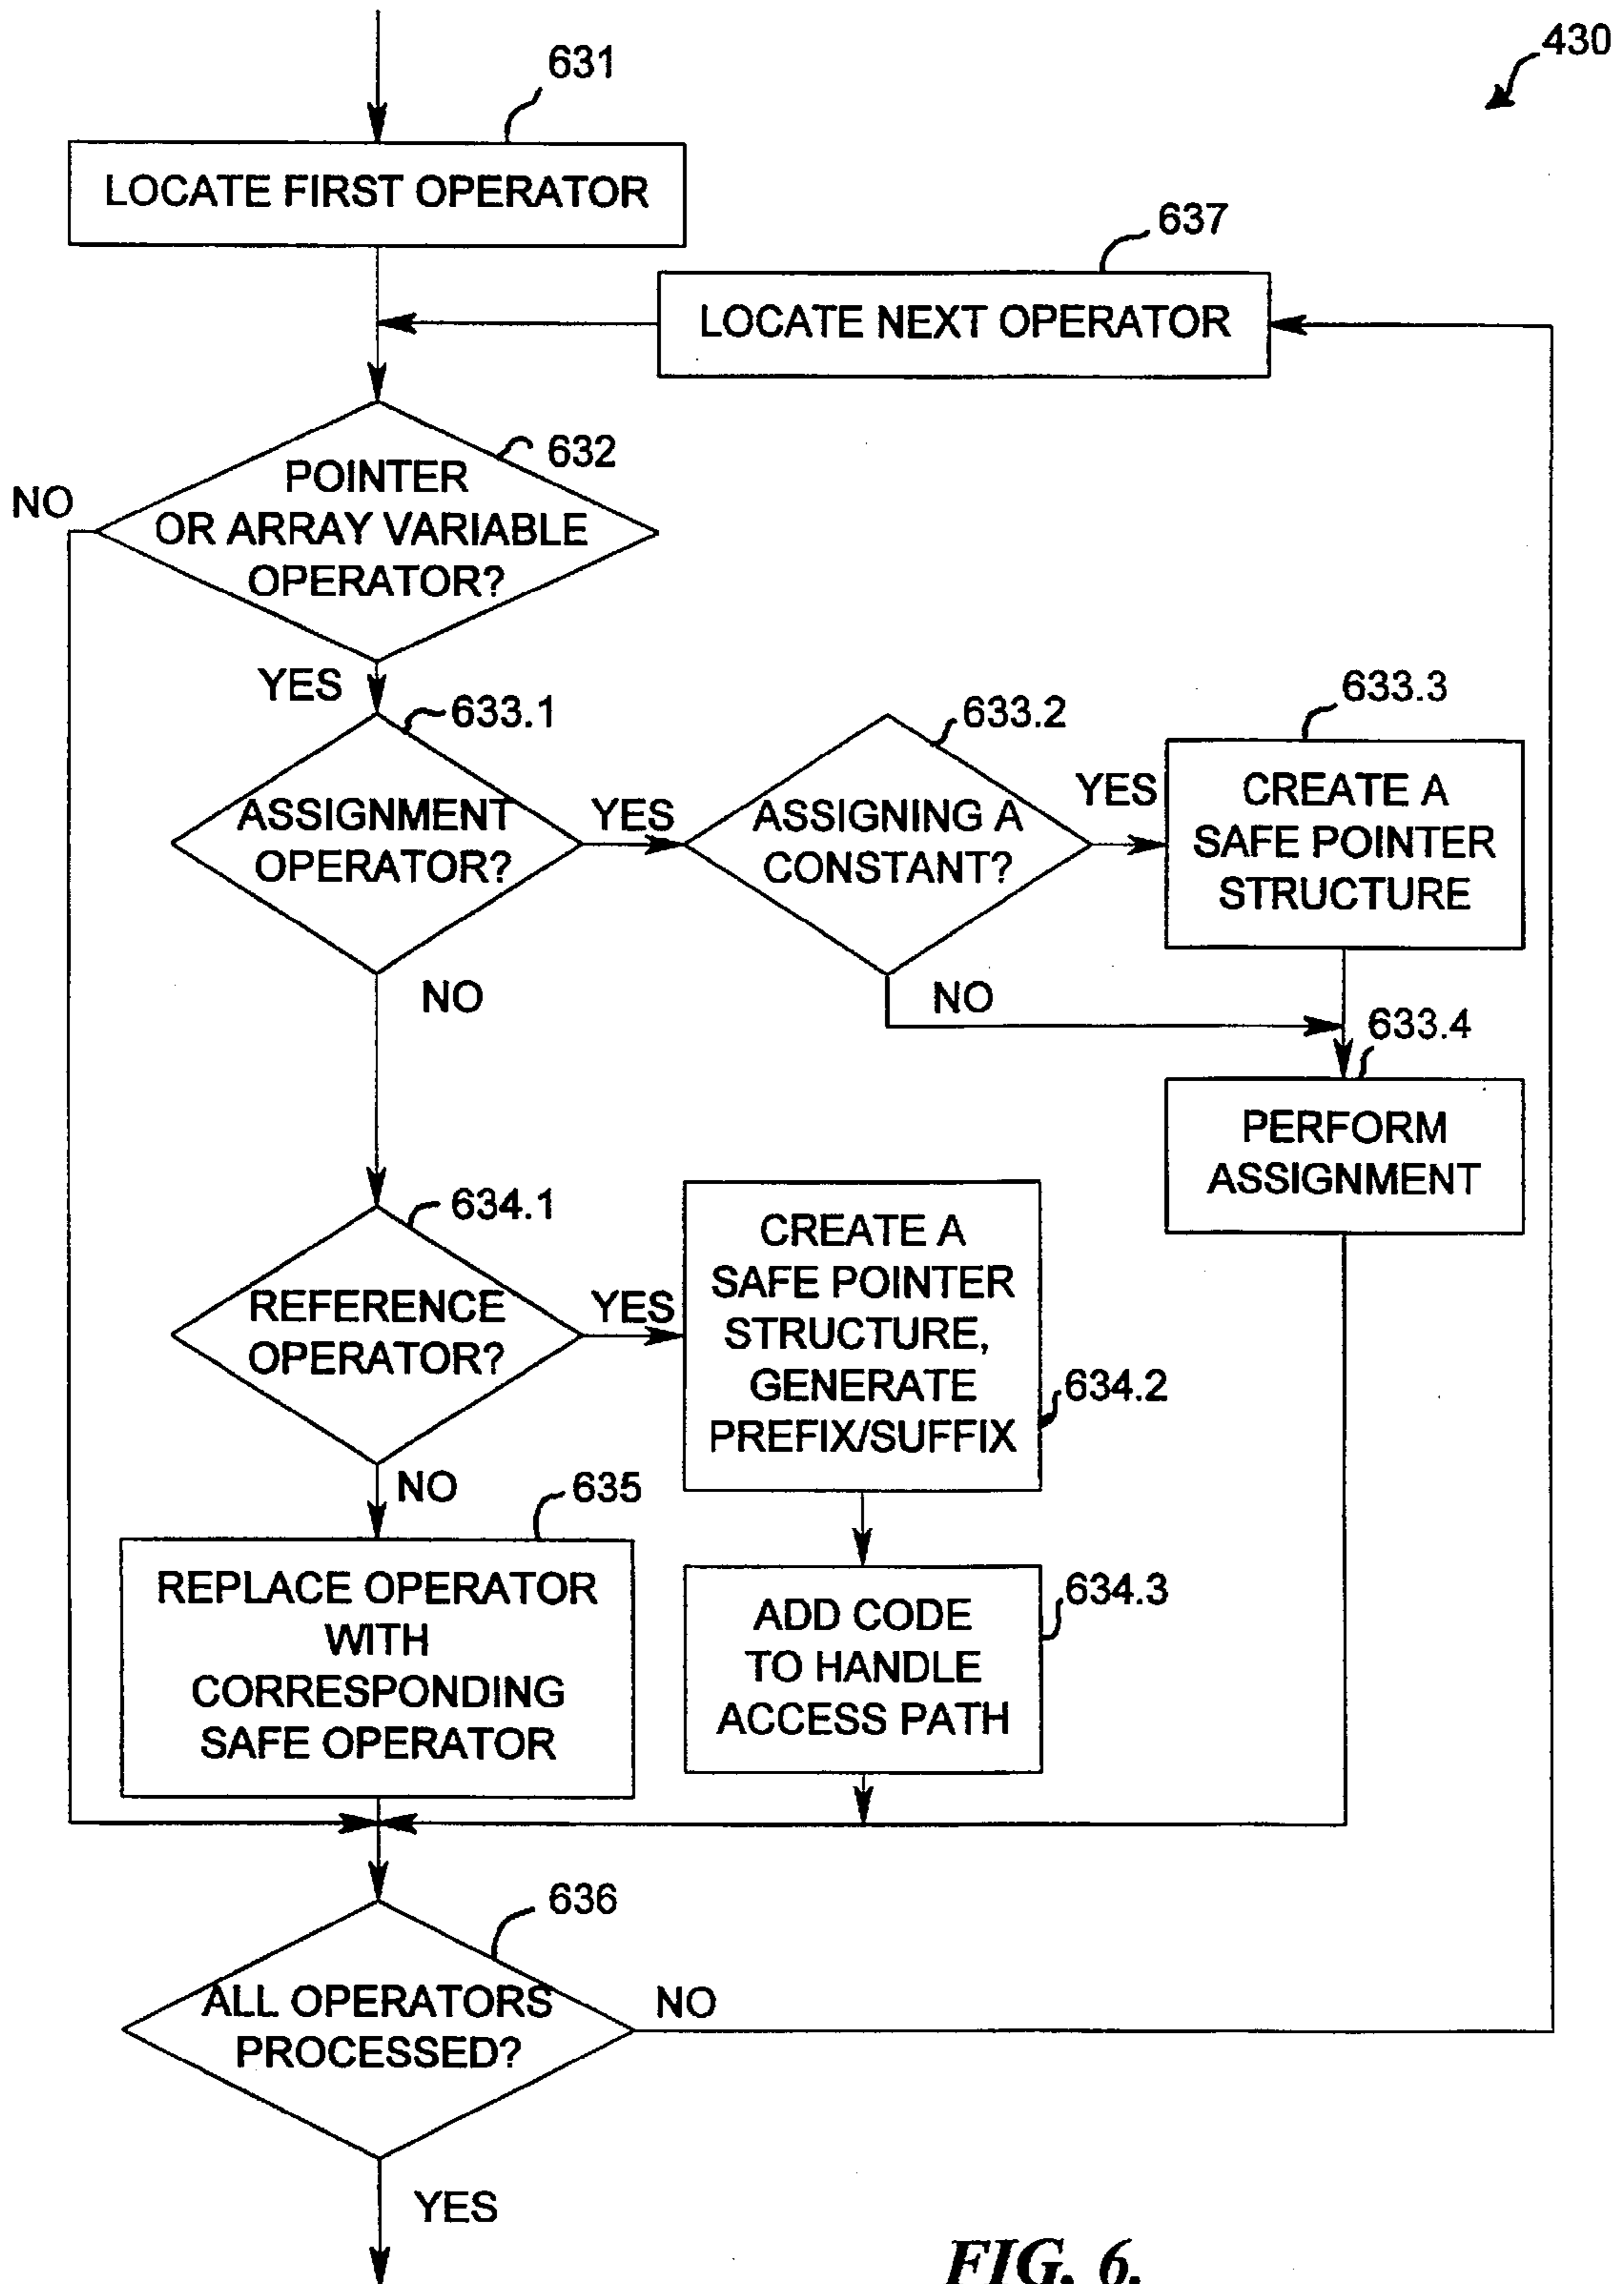 430
631
LOCATE FIRST OPERATOR
637
LOCATE NEXT OPERATOR
632
POINTER
OR ARRAY VARIABLE
OPERATOR?
NO
YES
633.1
ASSIGNMENT
OPERATOR?
YES
633.2
ASSIGNING A
CONSTANT?
YES
633.3
CREATE A
SAFE POINTER
STRUCTURE
NO
NO
633.4
PERFORM
ASSIGNMENT
634.1
REFERENCE
OPERATOR?
YES
CREATE A
SAFE POINTER
STRUCTURE,
GENERATE
PREFIX/SUFFIX
634.2
NO
635
REPLACE OPERATOR
WITH
CORRESPONDING
SAFE OPERATOR
634.3
ADD CODE
TO HANDLE
ACCESS PATH
636
ALL OPERATORS
PROCESSED?
NO
YES
FIG. 6.